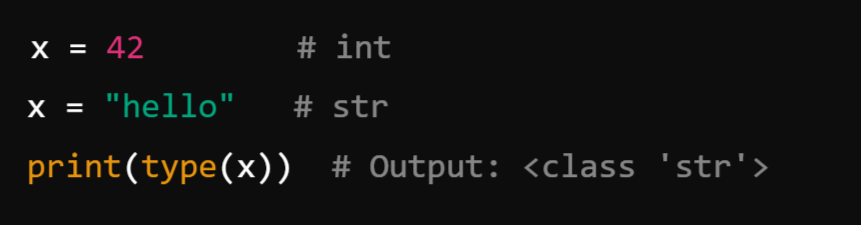 x = 42        # int
x = "hello"   # str
print(type(x))  # Output: <class 'str'>